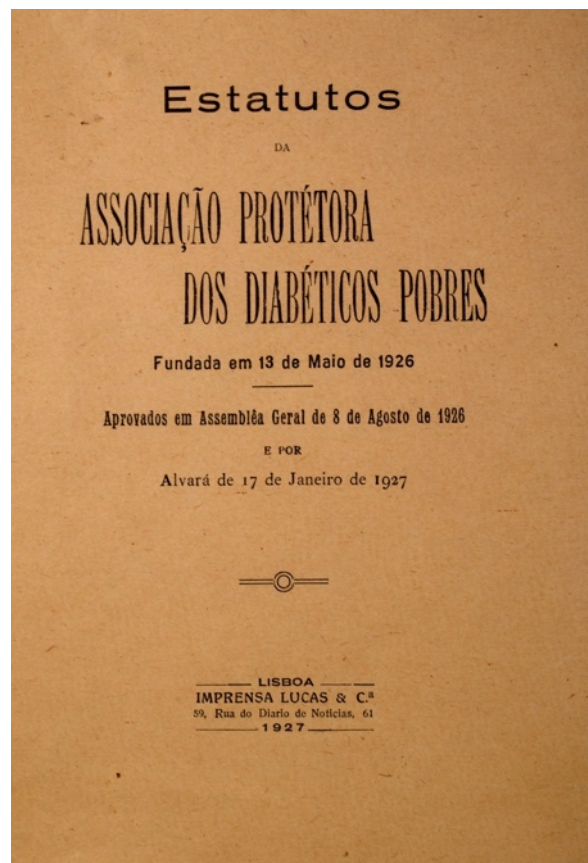 Estatutos
DA
ASSOCIAÇÃO PROTÉTORA
DOS DIABÉTICOS POBRES
Fundada em 13 de Maio de 1926
Aprovados em Assemblêa Geral de 8 de Agosto de 1926
E POR
Alvará de 17 de Janeiro de 1927
LISBOA
IMPRENSA LUCAS & C.ª
59, Rua do Diario de Noticias, 61
1927